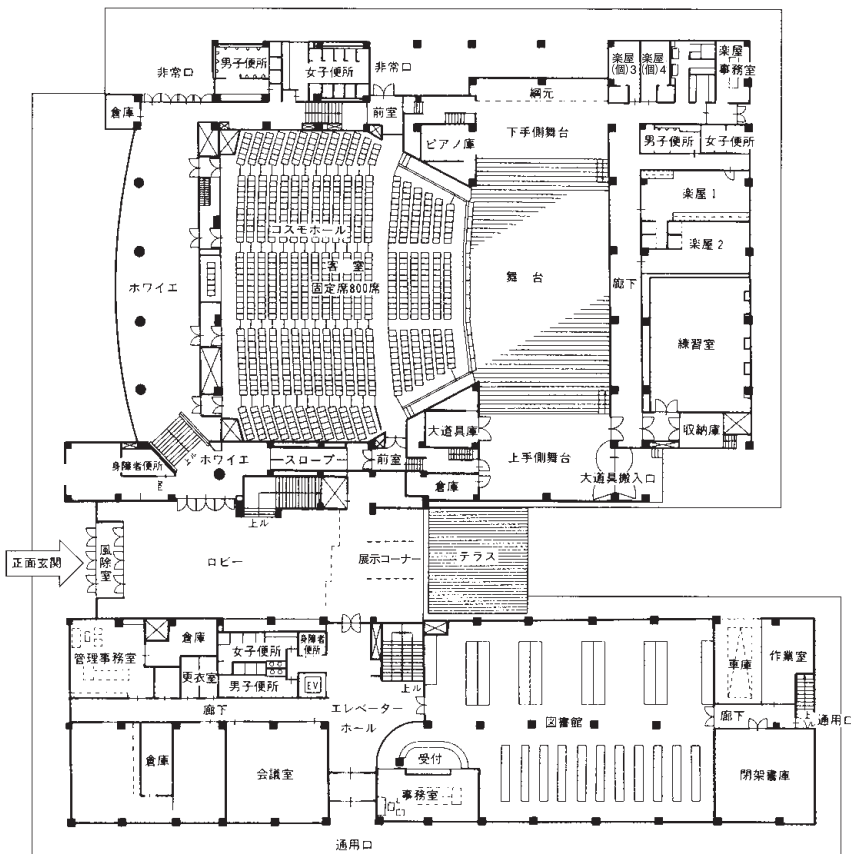 男子便所
女子便所
非常口
非常口
倉庫
前室
ピアノ庫
綱元
下手側舞台
楽屋
(個)3
楽屋
(個)4
楽屋
事務室
男子便所
女子便所
楽屋1
楽屋2
コスモホール
客室
固定席800席
舞台
廊下
ホワイエ
練習室
大道具庫
収納庫
身障者便所
室
ホワイエ
スロープ
前室
倉庫
上手側舞台
大道具搬入口
上ル
正面玄関
風除室
ロビー
展示コーナー
テラス
管理事務室
倉庫
更衣室
女子便所
男子便所
身障者
便所
EV
上ル
廊下
エレベーター
ホール
図書館
車庫
作業室
廊下
上ル
通用口
倉庫
会議室
受付
事務室
閉架書庫
通用口